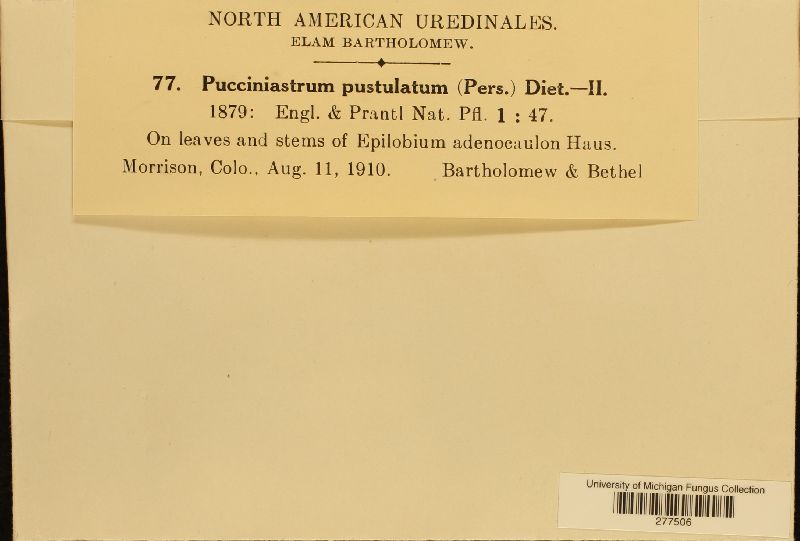 NORTH AMERICAN UREDINALES.
ELAM BARTHOLOMEW.
77. Pucciniastrum pustulatum (Pers.) Diet.—II.
1879: Engl. & Prantl Nat. Pfl. 1 : 47.
On leaves and stems of Epilobium adenocaulon Haus.
Morrison, Colo., Aug. 11, 1910. Bartholomew & Bethel
University of Michigan Fungus Collection
277506